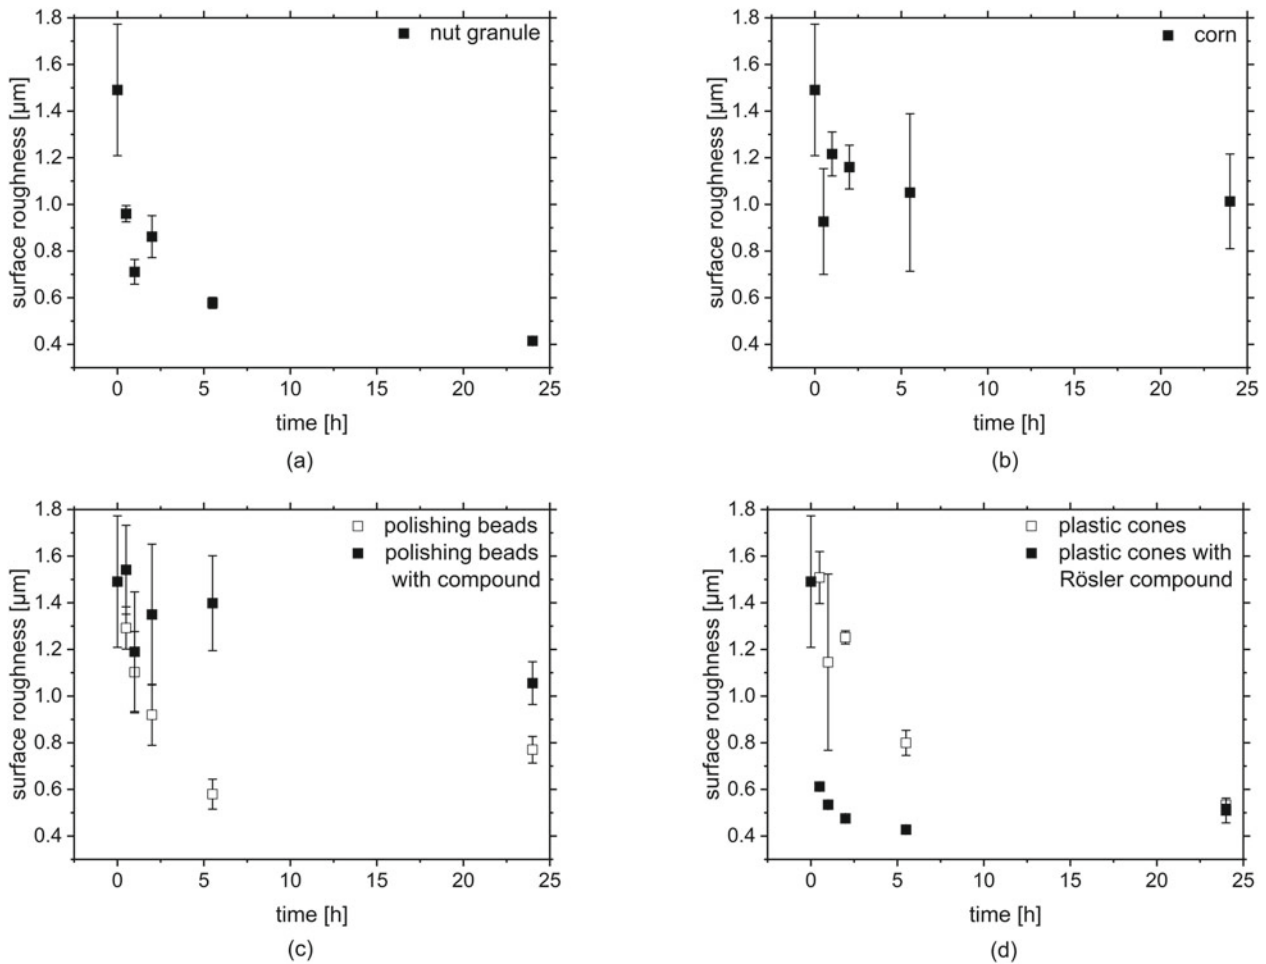 1.8
1.6
1.4
1.2
1.0
0.8
0.6
0.4
surface roughness [µm]
nut granule
0 5 10 15 20 25
time [h]
(a)
1.8
1.6
1.4
1.2
1.0
0.8
0.6
0.4
surface roughness [µm]
corn
0 5 10 15 20 25
time [h]
(b)
1.8
1.6
1.4
1.2
1.0
0.8
0.6
0.4
surface roughness [µm]
polishing beads
polishing beads
with compound
0 5 10 15 20 25
time [h]
(c)
1.8
1.6
1.4
1.2
1.0
0.8
0.6
0.4
surface roughness [µm]
plastic cones
plastic cones with
Rösler compound
0 5 10 15 20 25
time [h]
(d)